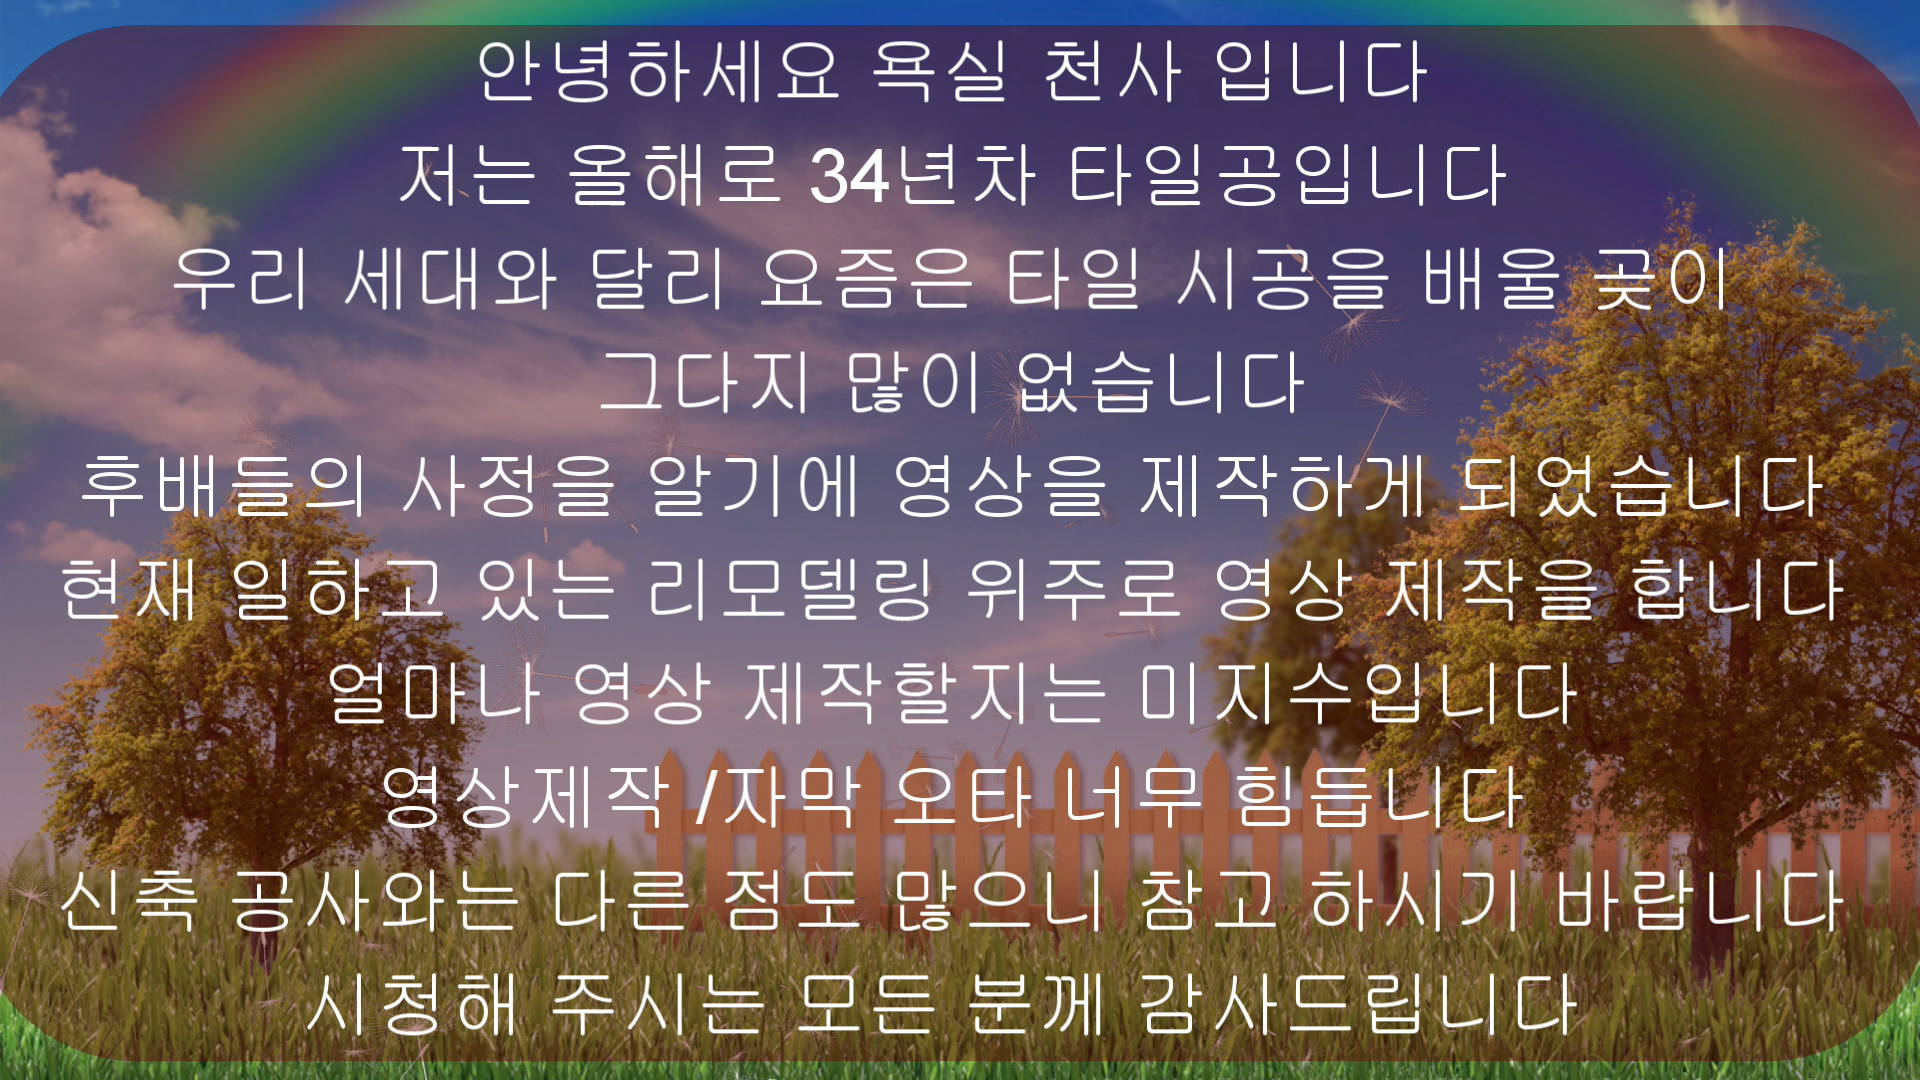 안녕하세요 욕실 천사 입니다
저는 올해로 34년차 타일공입니다
우리 세대와 달리 요즘은 타일 시공을 배울 곶이
그다지 많이 없습니다
후배들의 사정을 알기에 영상을 제작하게 되었습니다
현재 일하고 있는 리모델링 위주로 영상 제작을 합니다
얼마나 영상 제작할지는 미지수입니다
영상제작 /자막 오타 너무 힘듭니다
신축 공사와는 다른 점도 많으니 참고 하시기 바랍니다
시청해 주시는 모든 분께 감사드립니다